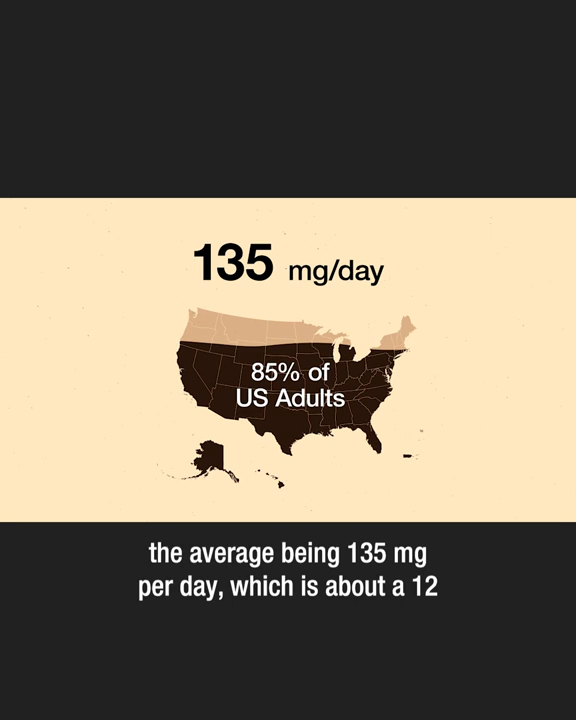 135 mg/day
85% of
US Adults
the average being 135 mg
per day, which is about a 12